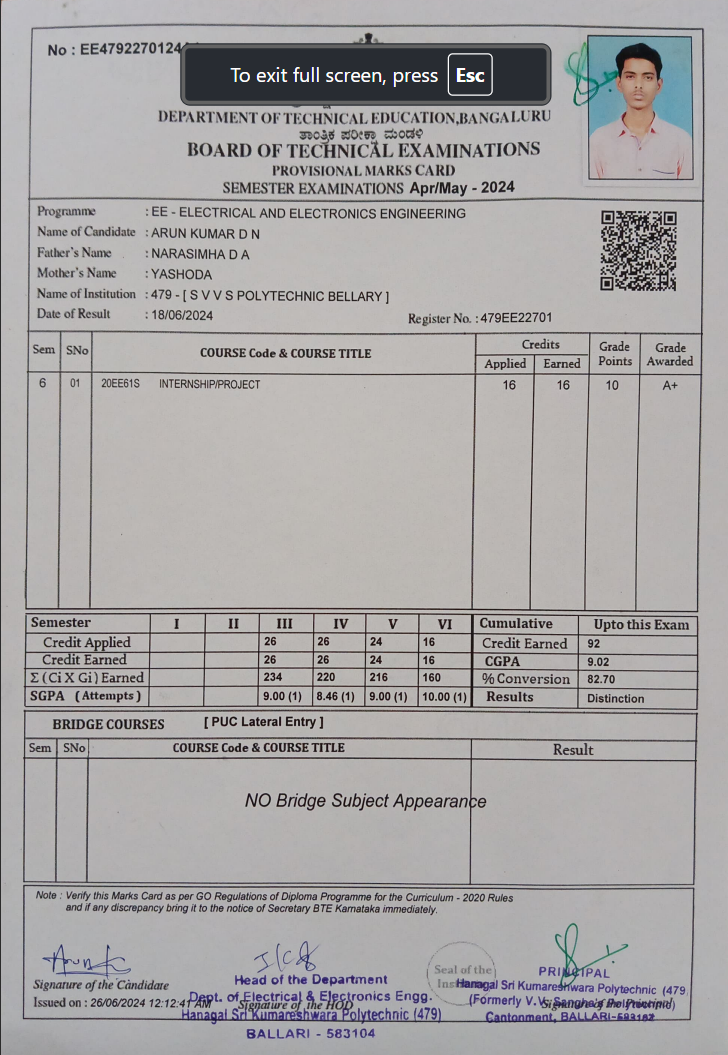 No : EE47922701244
To exit full screen, press Esc
DEPARTMENT OF TECHNICAL EDUCATION,BANGALURU
ತಾಂತ್ರಿಕ ಪರೀಕ್ಷಾ ಮಂಡಳಿ
BOARD OF TECHNICAL EXAMINATIONS
PROVISIONAL MARKS CARD
SEMESTER EXAMINATIONS Apr/May - 2024
Programme : EE - ELECTRICAL AND ELECTRONICS ENGINEERING
Name of Candidate : ARUN KUMAR D N
Father's Name : NARASIMHA D A
Mother's Name : YASHODA
Name of Institution : 479 - [ S V V S POLYTECHNIC BELLARY ]
Date of Result : 18/06/2024 Register No. : 479EE22701
Sem SNo COURSE Code & COURSE TITLE Credits Applied Earned Grade Points Grade Awarded
6 01 20EE61S INTERNSHIP/PROJECT 16 16 10 A+
Semester I II III IV V VI Cumulative Upto this Exam
Credit Applied 26 26 24 16 Credit Earned 92
Credit Earned 26 26 24 16 CGPA 9.02
Σ (Ci X Gi) Earned 234 220 216 160 % Conversion 82.70
SGPA (Attempts) 9.00 (1) 8.46 (1) 9.00 (1) 10.00 (1) Results Distinction
BRIDGE COURSES [ PUC Lateral Entry ]
Sem SNo COURSE Code & COURSE TITLE Result
NO Bridge Subject Appearance
Note : Verify this Marks Card as per GO Regulations of Diploma Programme for the Curriculum - 2020 Rules
and if any discrepancy bring it to the notice of Secretary BTE Karnataka immediately.
Arun K
Signature of the Candidate
Issued on : 26/06/2024 12:12:41 AM
Head of the Department
Dept. of Electrical & Electronics Engg.
Signature of the HOD
Hanagal Sri Kumareshwara Polytechnic (479)
BALLARI - 583104
Seal of the
PRINCIPAL
Hanagal Sri Kumareshwara Polytechnic (479
(Formerly V.V. Sangha's Polytechnic)
Signature of the Principal
Cantonment, BALLARI-